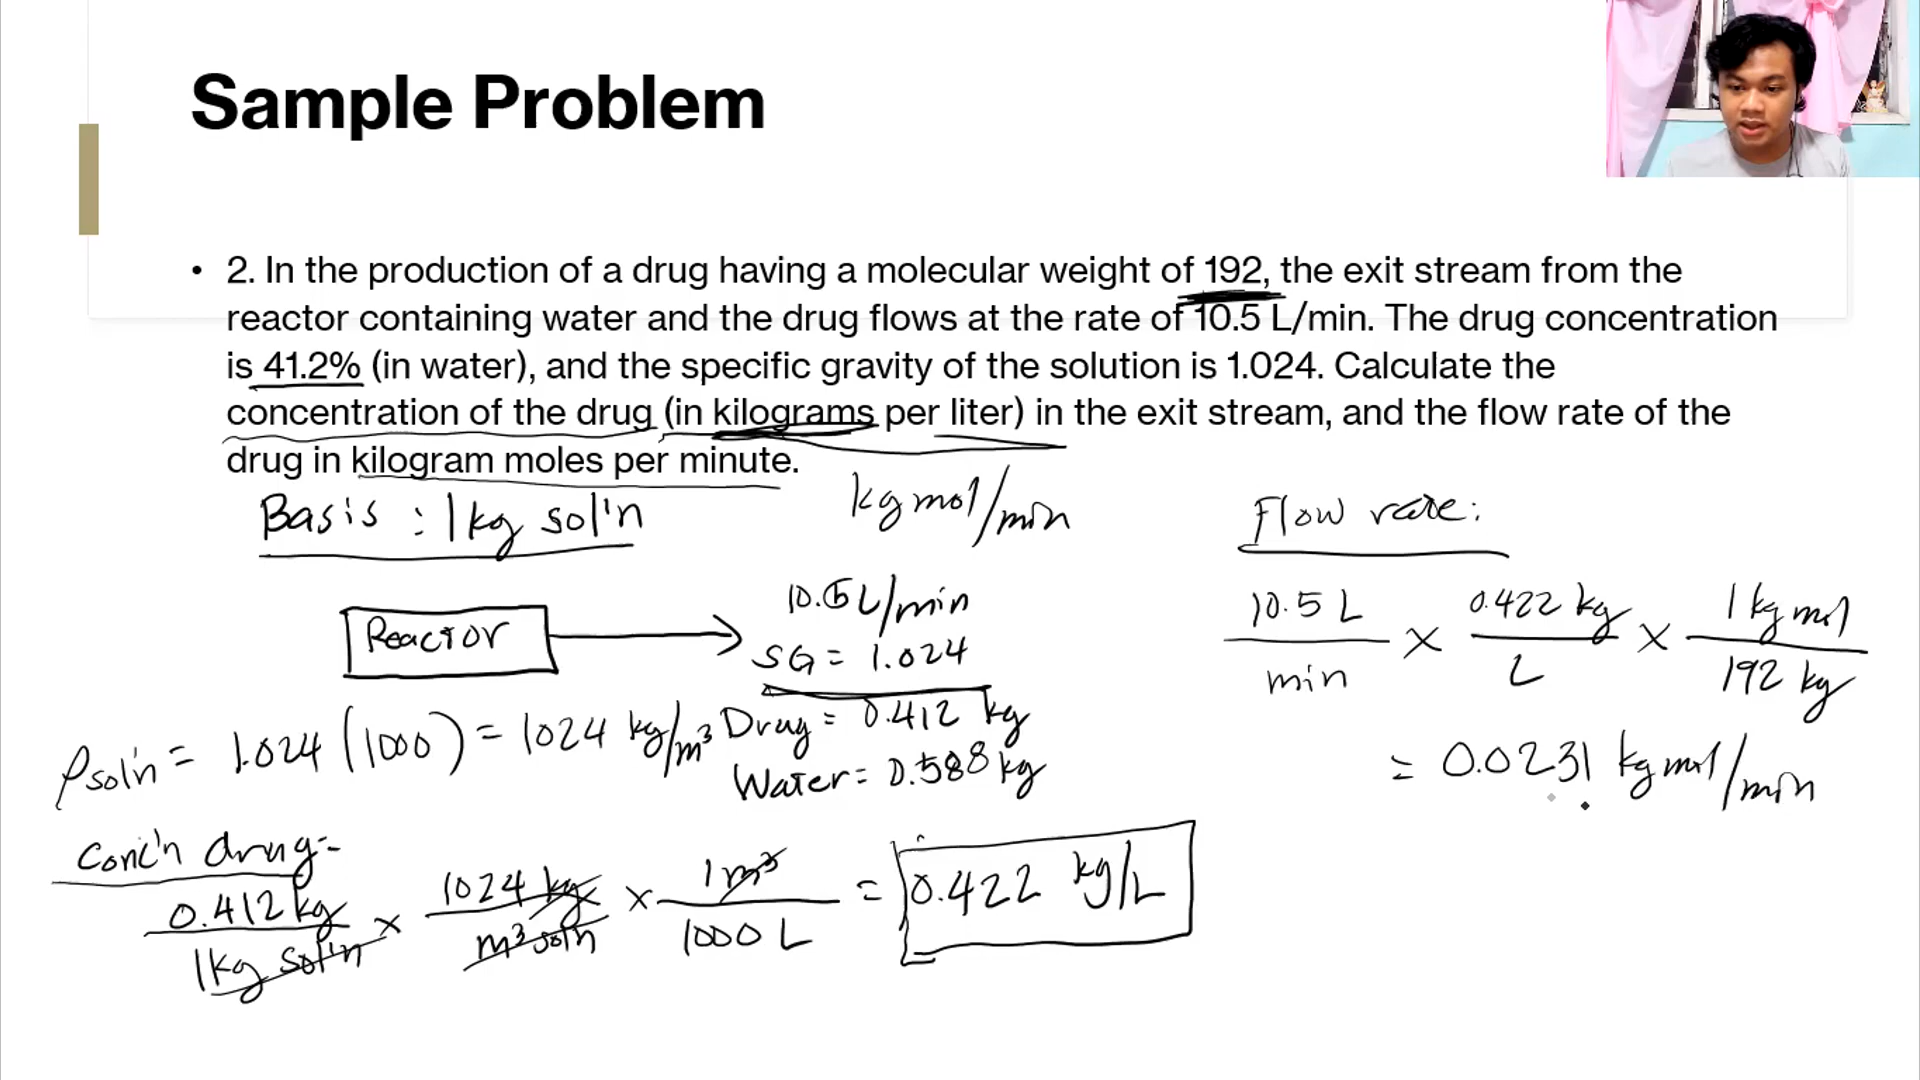 Sample Problem
• 2. In the production of a drug having a molecular weight of 192, the exit stream from the
reactor containing water and the drug flows at the rate of 10.5 L/min. The drug concentration
is 41.2% (in water), and the specific gravity of the solution is 1.024. Calculate the
concentration of the drug (in kilograms per liter) in the exit stream, and the flow rate of the
drug in kilogram moles per minute.
kgmol/min
Basis : 1 kg sol'n
Reactor
10.5 L/min
SG = 1.024
Drug = 0.412 kg
Water = 0.588 kg
ρsol'n = 1.024 (1000) = 1024 kg/m³
Conc'n drug:-
0.412 kg / 1 kg sol'n × 1024 kg / m³ soln × 1 m³ / 1000 L = 0.422 kg/L
Flow rate:
10.5 L / min × 0.422 kg / L × 1 kgmol / 192 kg
= 0.0231 kgmol/min